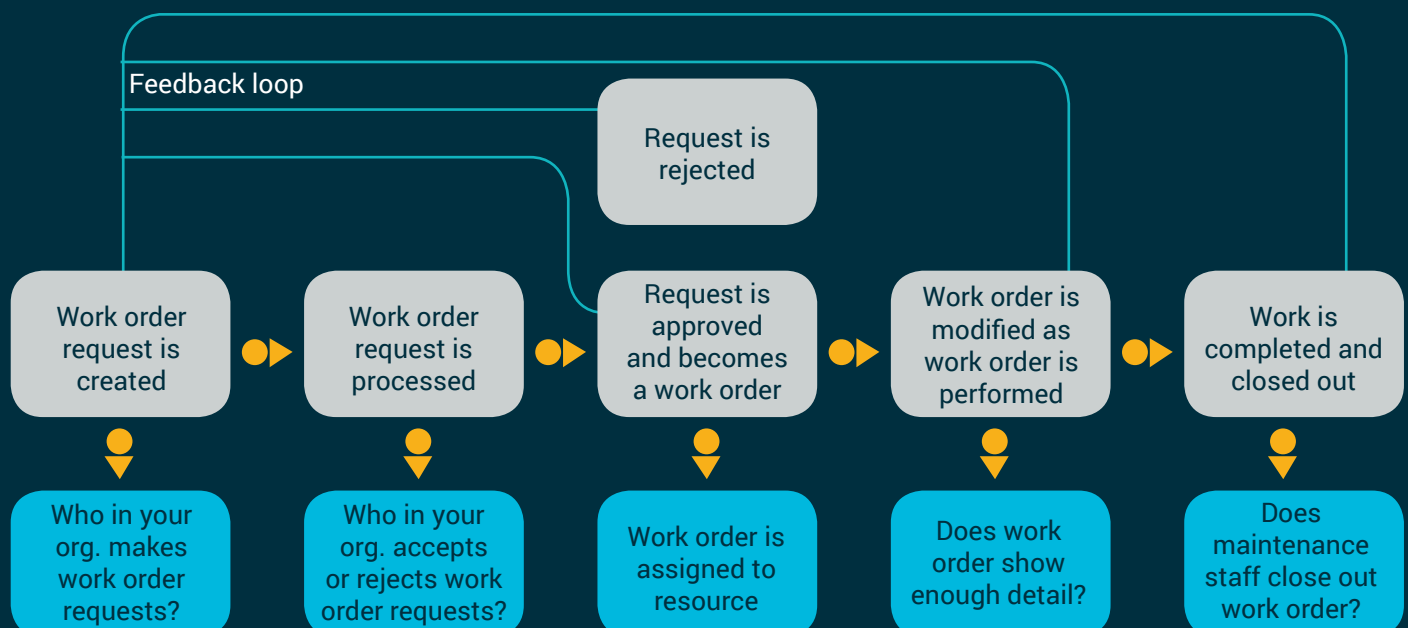 Feedback loop
Request is
rejected
Work order
request is
created
Work order
request is
processed
Request is
approved
and becomes
a work order
Work order is
modified as
work order is
performed
Work is
completed and
closed out
Who in your
org. makes
work order
requests?
Who in your
org. accepts
or rejects work
order requests?
Work order is
assigned to
resource
Does work
order show
enough detail?
Does
maintenance
staff close out
work order?